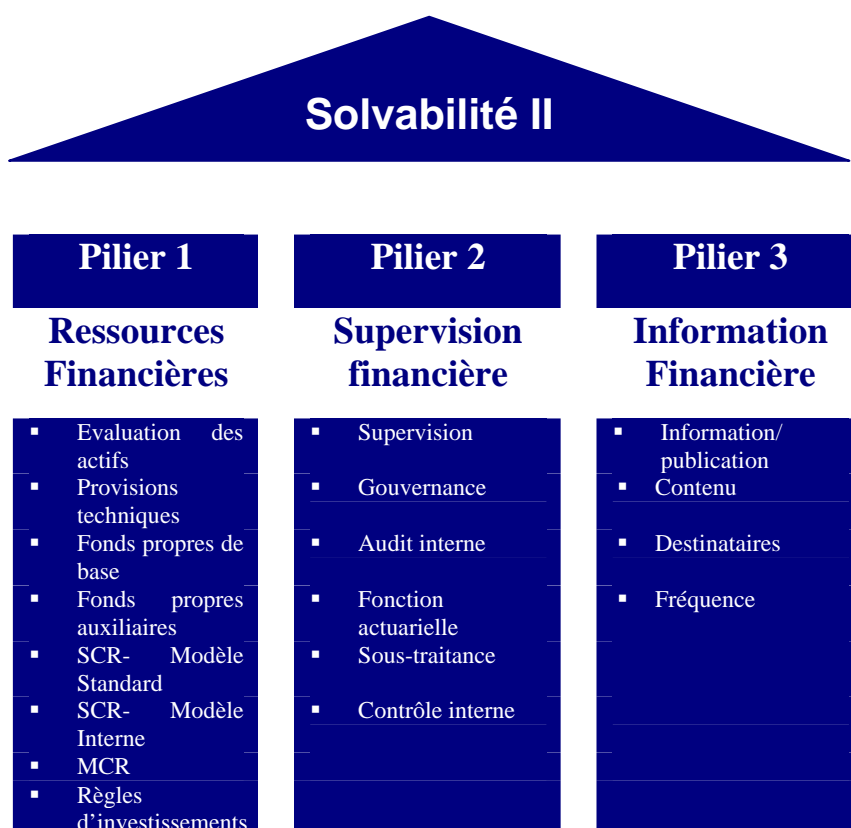 Solvabilité II
Pilier 1
Ressources
Financières
▪ Evaluation des
actifs
▪ Provisions
techniques
▪ Fonds propres de
base
▪ Fonds propres
auxiliaires
▪ SCR- Modèle
Standard
▪ SCR- Modèle
Interne
▪ MCR
▪ Règles
d'investissements
Pilier 2
Supervision
financière
▪ Supervision
▪ Gouvernance
▪ Audit interne
▪ Fonction
actuarielle
▪ Sous-traitance
▪ Contrôle interne
Pilier 3
Information
Financière
▪ Information/
publication
▪ Contenu
▪ Destinataires
▪ Fréquence